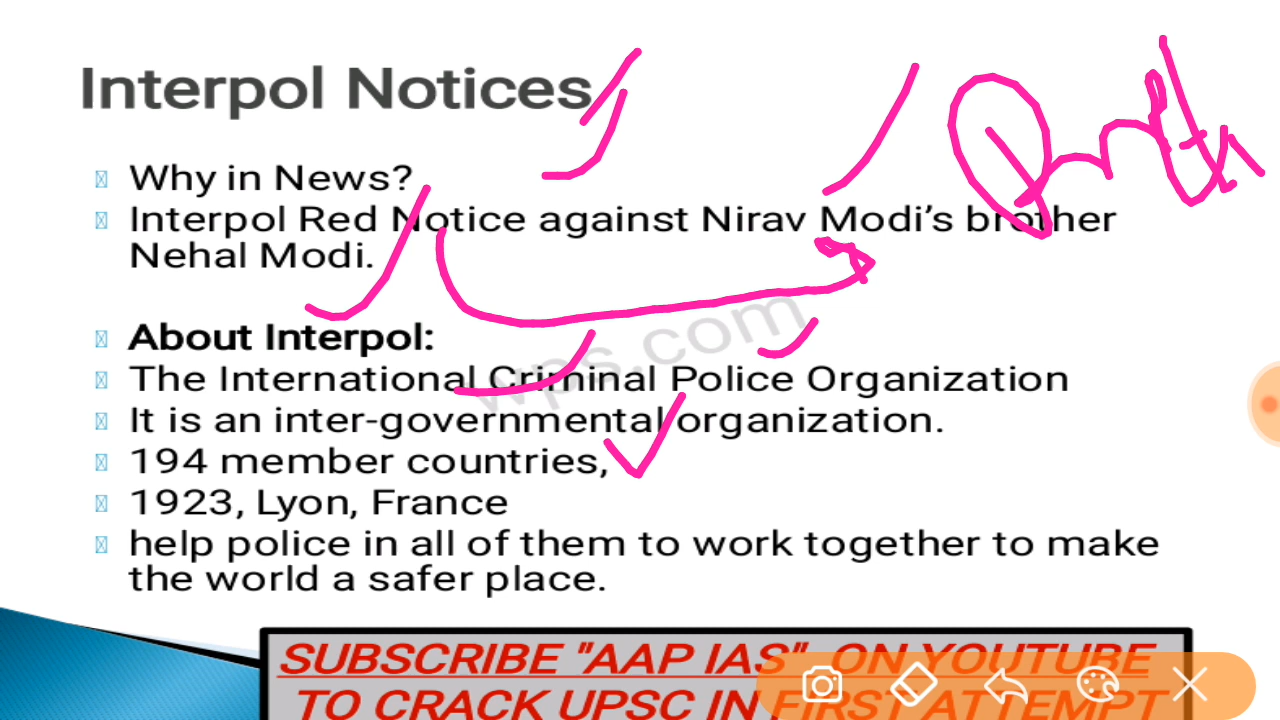 Interpol Notices
Why in News?
Interpol Red Notice against Nirav Modi's brother
Nehal Modi.
About Interpol:
The International Criminal Police Organization
It is an inter-governmental organization.
194 member countries,
1923, Lyon, France
help police in all of them to work together to make
the world a safer place.
wps.com
SUBSCRIBE "AAP IAS" ON YOUTUBE
TO CRACK UPSC IN FIRST ATTEMPT